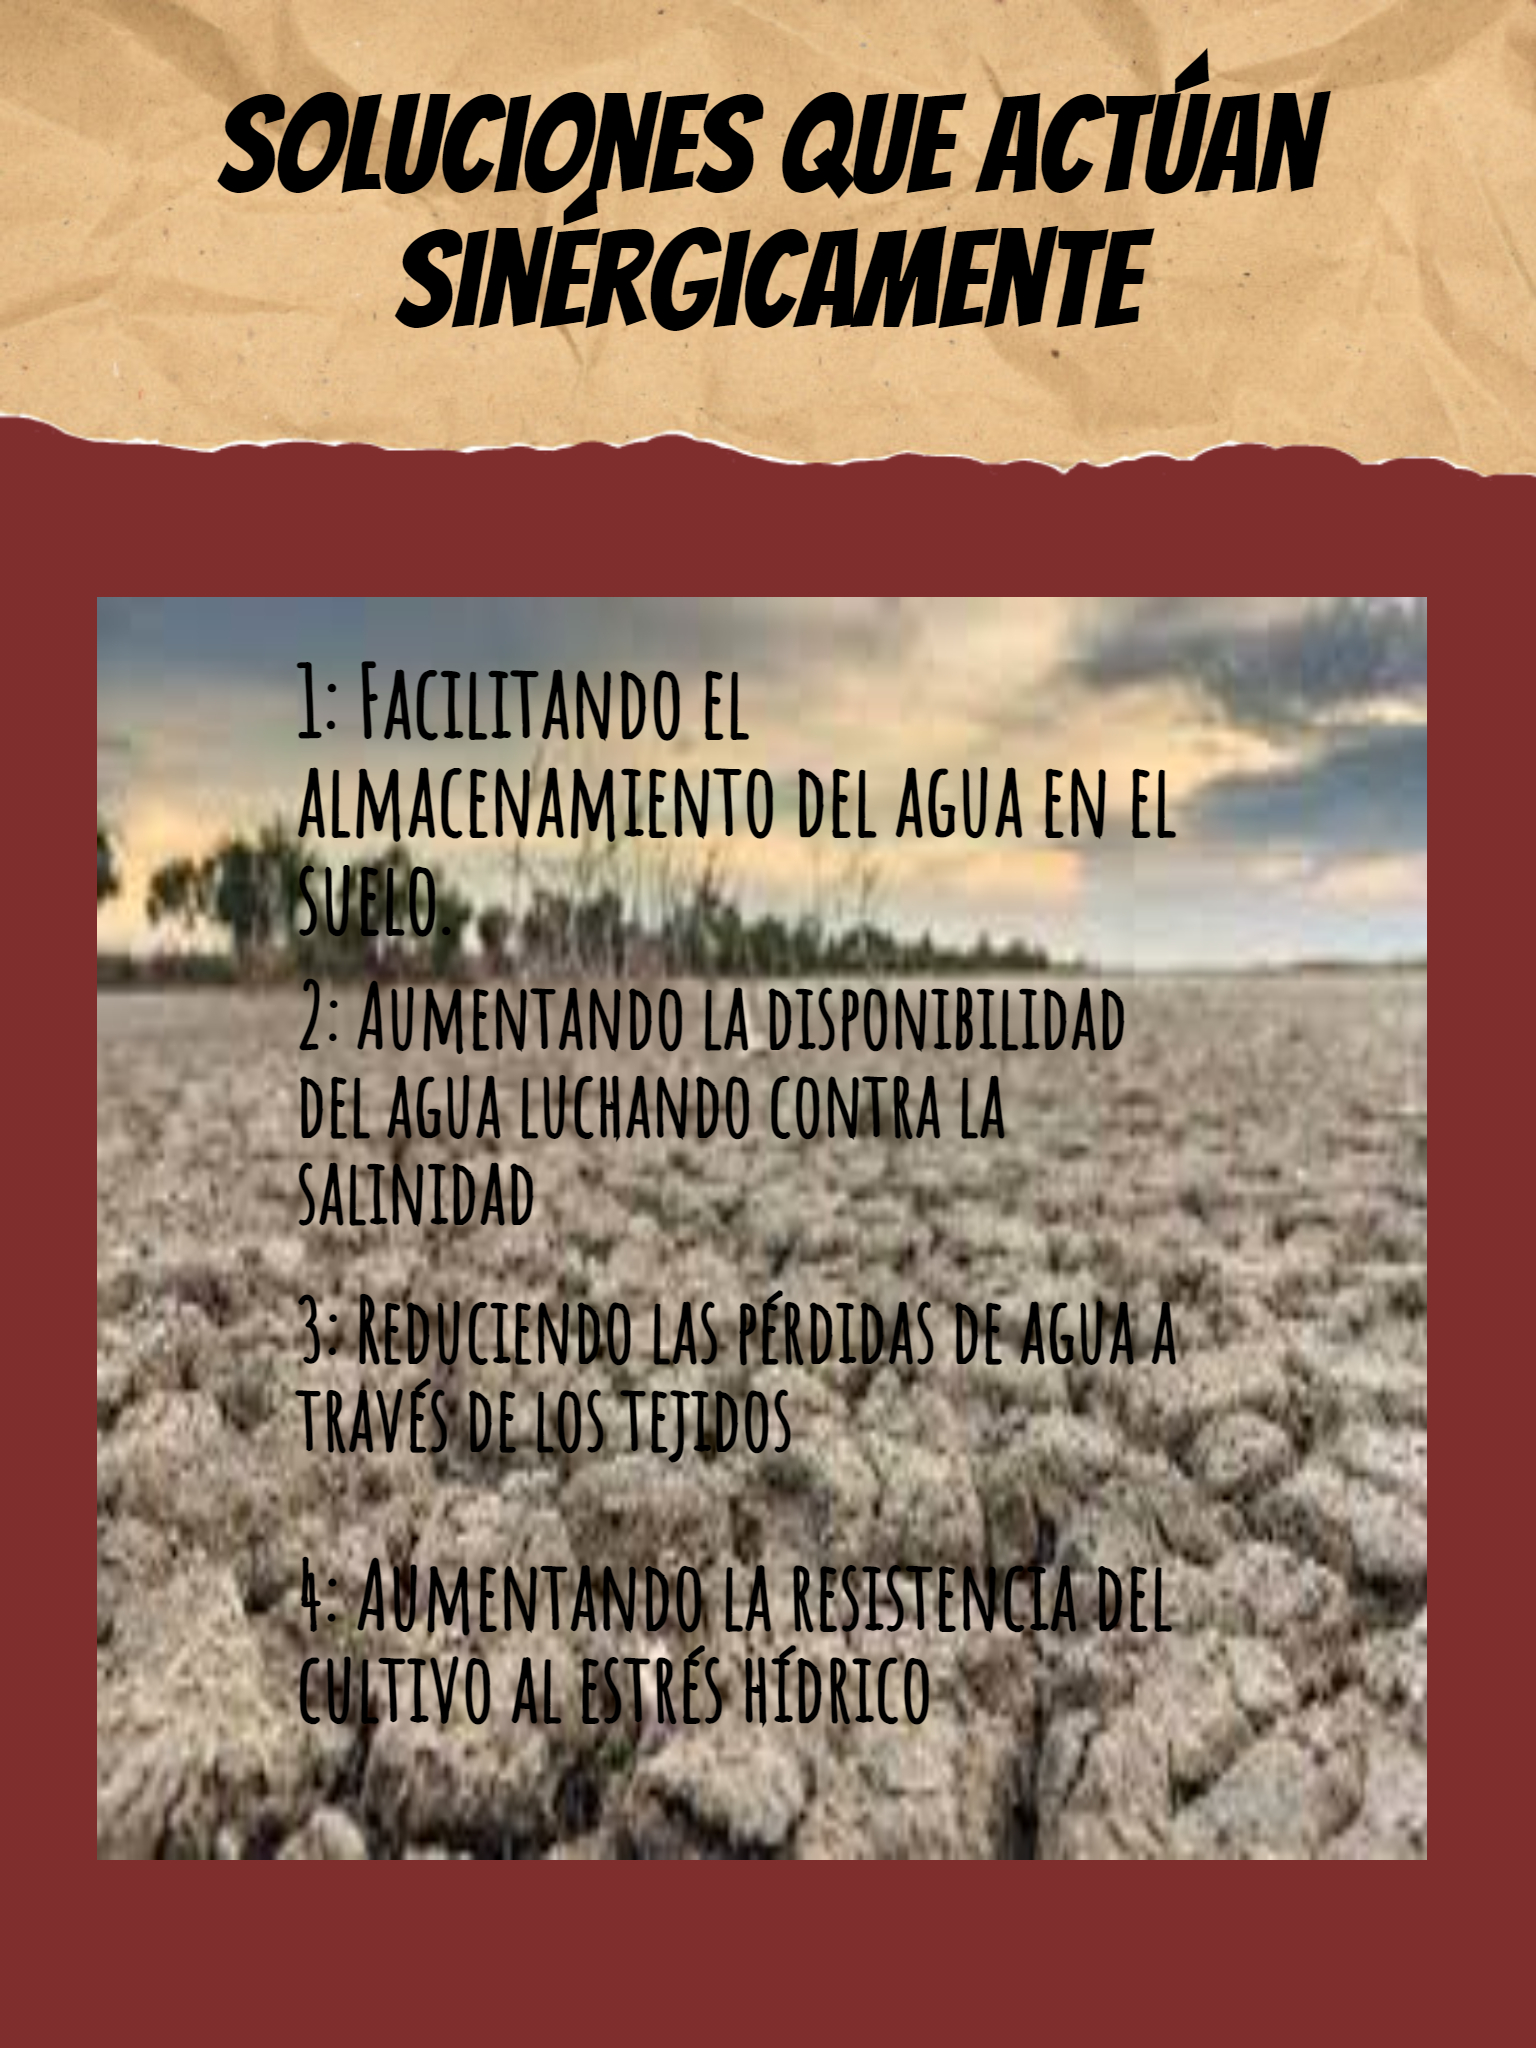 SOLUCIONES QUE ACTÚAN
SINÉRGICAMENTE
1: FACILITANDO EL
ALMACENAMIENTO DEL AGUA EN EL
SUELO.
2: AUMENTANDO LA DISPONIBILIDAD
DEL AGUA LUCHANDO CONTRA LA
SALINIDAD
3: REDUCIENDO LAS PÉRDIDAS DE AGUA A
TRAVÉS DE LOS TEJIDOS
4: AUMENTANDO LA RESISTENCIA DEL
CULTIVO AL ESTRÉS HÍDRICO